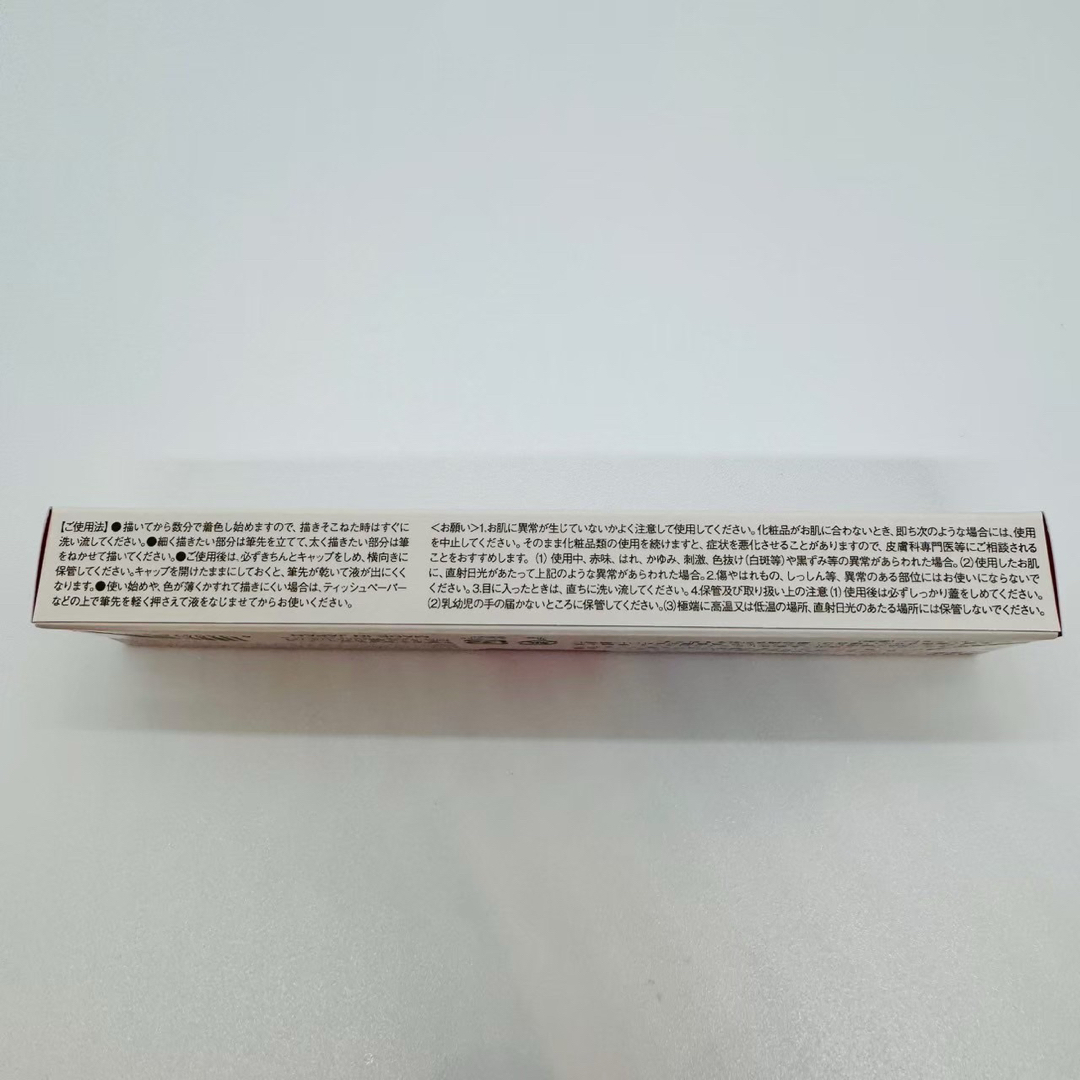 【ご使用法】●描いてから数分で着色し始めますので、描きそこねた時はすぐに
洗い流してください。●細く描きたい部分は筆先を立てて、太く描きたい部分は筆
をねかせて描いてください。●ご使用後は、必ずきちんとキャップをしめ、横向きに
保管してください。キャップを開けたままにしておくと、筆先が乾いて液が出にくく
なります。●使い始めや、色が薄くかすれて描きにくい場合は、ティッシュペーパー
などの上で筆先を軽く押さえて液をなじませてからお使いください。
<お願い>1.お肌に異常が生じていないかよく注意して使用してください。化粧品がお肌に合わないとき、即ち次のような場合には、使用
を中止してください。そのまま化粧品類の使用を続けますと、症状を悪化させることがありますので、皮膚科専門医等にご相談される
ことをおすすめします。(1)使用中、赤味、はれ、かゆみ、刺激、色抜け(白斑等)や黒ずみ等の異常があらわれた場合。(2)使用したお肌
に、直射日光があたって上記のような異常があらわれた場合。2.傷やはれもの、しっしん等、異常のある部位にはお使いにならないで
ください。3.目に入ったときは、直ちに洗い流してください。4.保管及び取り扱い上の注意(1)使用後は必ずしっかり蓋をしめてください。
(2)乳幼児の手の届かないところに保管してください。(3)極端に高温又は低温の場所、直射日光のあたる場所には保管しないでください。